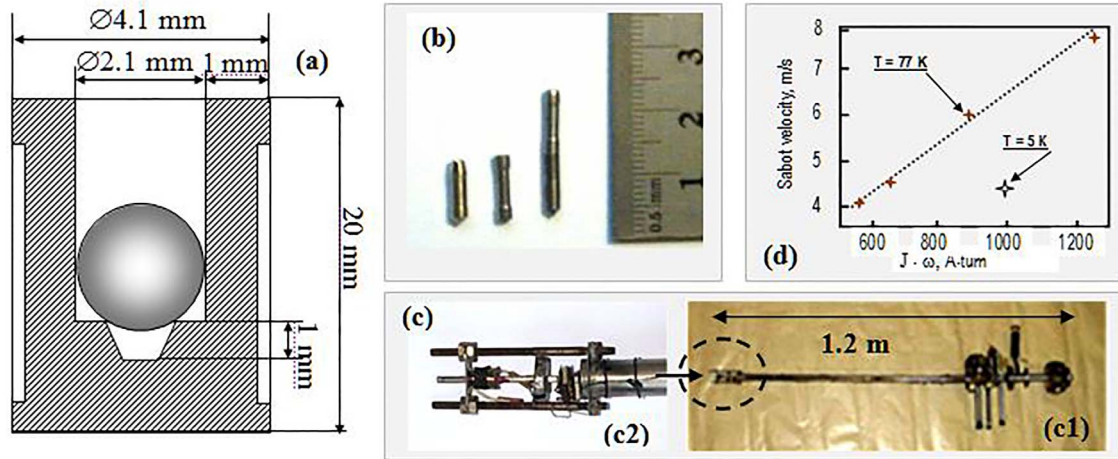 Ø4.1 mm
Ø2.1 mm 1 mm
(a)
20 mm
1 mm
(b)
3
2
1
0.5 mm
8
7
6
5
4
Sabot velocity, m/s
T = 77 K
T = 5 K
600 800 1000 1200
(d)
J · ω, A-turn
(c)
1.2 m
(c2)
(c1)